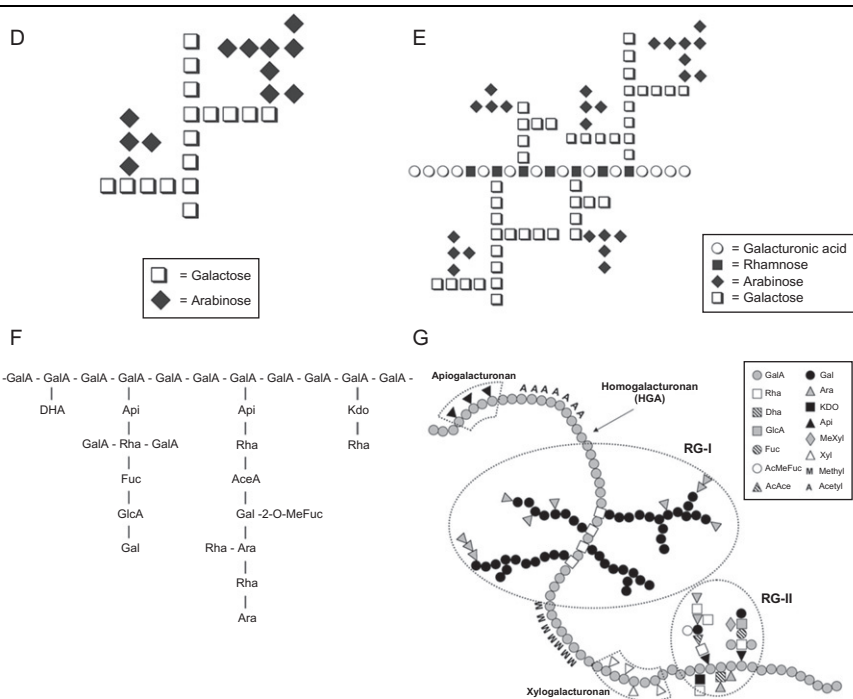 D
E
= Galactose
= Arabinose
= Galacturonic acid
= Rhamnose
= Arabinose
= Galactose
F
-GalA - GalA - GalA - GalA - GalA - GalA - GalA - GalA - GalA - GalA - GalA -
DHA Api Api Kdo
GalA - Rha - GalA Rha Rha
Fuc AceA
GlcA Gal -2-O-MeFuc
Gal Rha - Ara
Rha
Ara
G
Apiogalacturonan
A A A A A A A
Homogalacturonan
(HGA)
RG-I
RG-II
M M M M M M M
Xylogalacturonan
GalA Gal
Rha Ara
Dha KDO
GlcA Api
Fuc MeXyl
AcMeFuc Xyl
AcAce M Methyl
A Acetyl